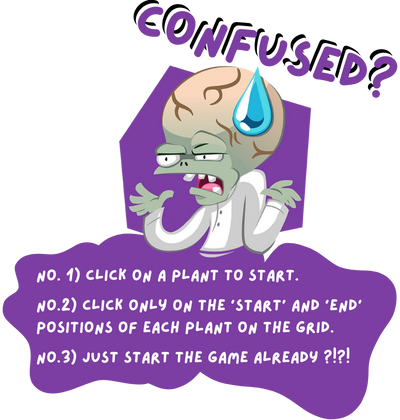 CONFUSED?
NO. 1) CLICK ON A PLANT TO START.
NO.2) CLICK ONLY ON THE 'START' AND 'END'
POSITIONS OF EACH PLANT ON THE GRID.
NO.3) JUST START THE GAME ALREADY ?!?!